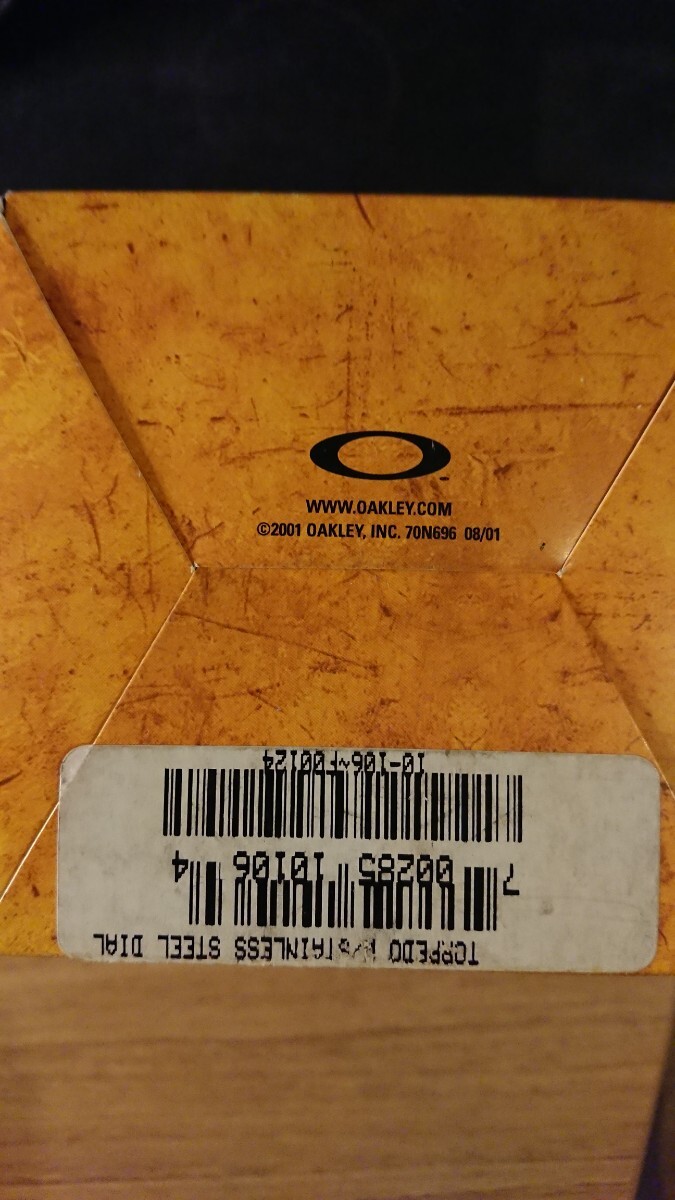 WWW.OAKLEY.COM
©2001 OAKLEY, INC. 70N696 08/01
TORPEDO W/STAINLESS STEEL DIAL
7 00285 10106 4
10-106~F00124